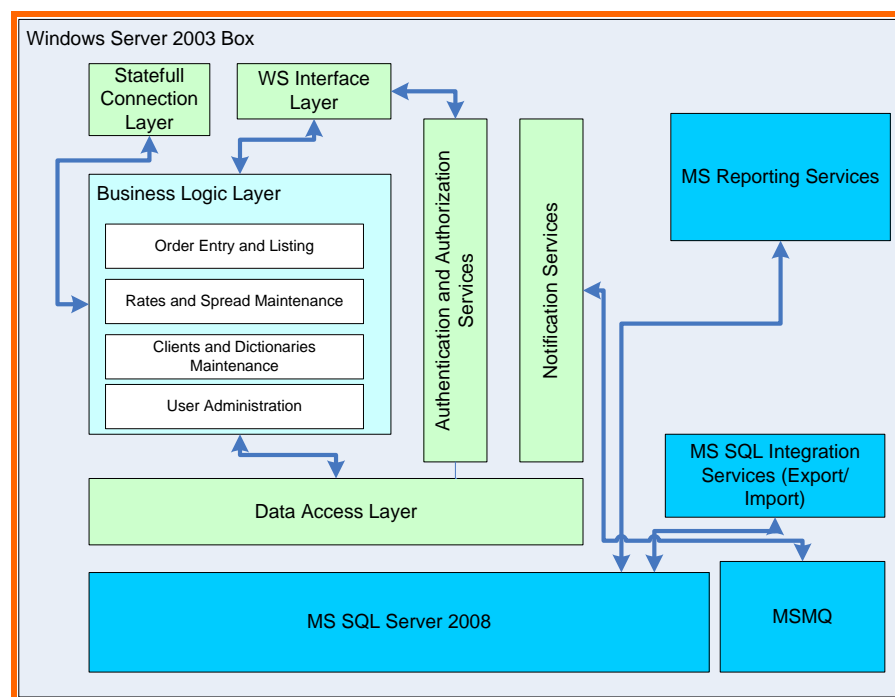 Windows Server 2003 Box
Statefull
Connection
Layer
WS Interface
Layer
Business Logic Layer
Order Entry and Listing
Rates and Spread Maintenance
Clients and Dictionaries
Maintenance
User Administration
Authentication and Authorization
Services
Notification Services
MS Reporting Services
MS SQL Integration
Services (Export/
Import)
Data Access Layer
MS SQL Server 2008
MSMQ